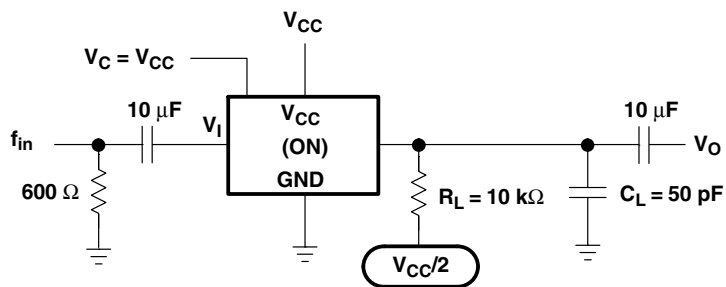 V_CC
V_C = V_CC
10 μF
V_I
V_CC
(ON)
GND
f_in
600 Ω
R_L = 10 kΩ
V_CC/2
10 μF
V_O
C_L = 50 pF